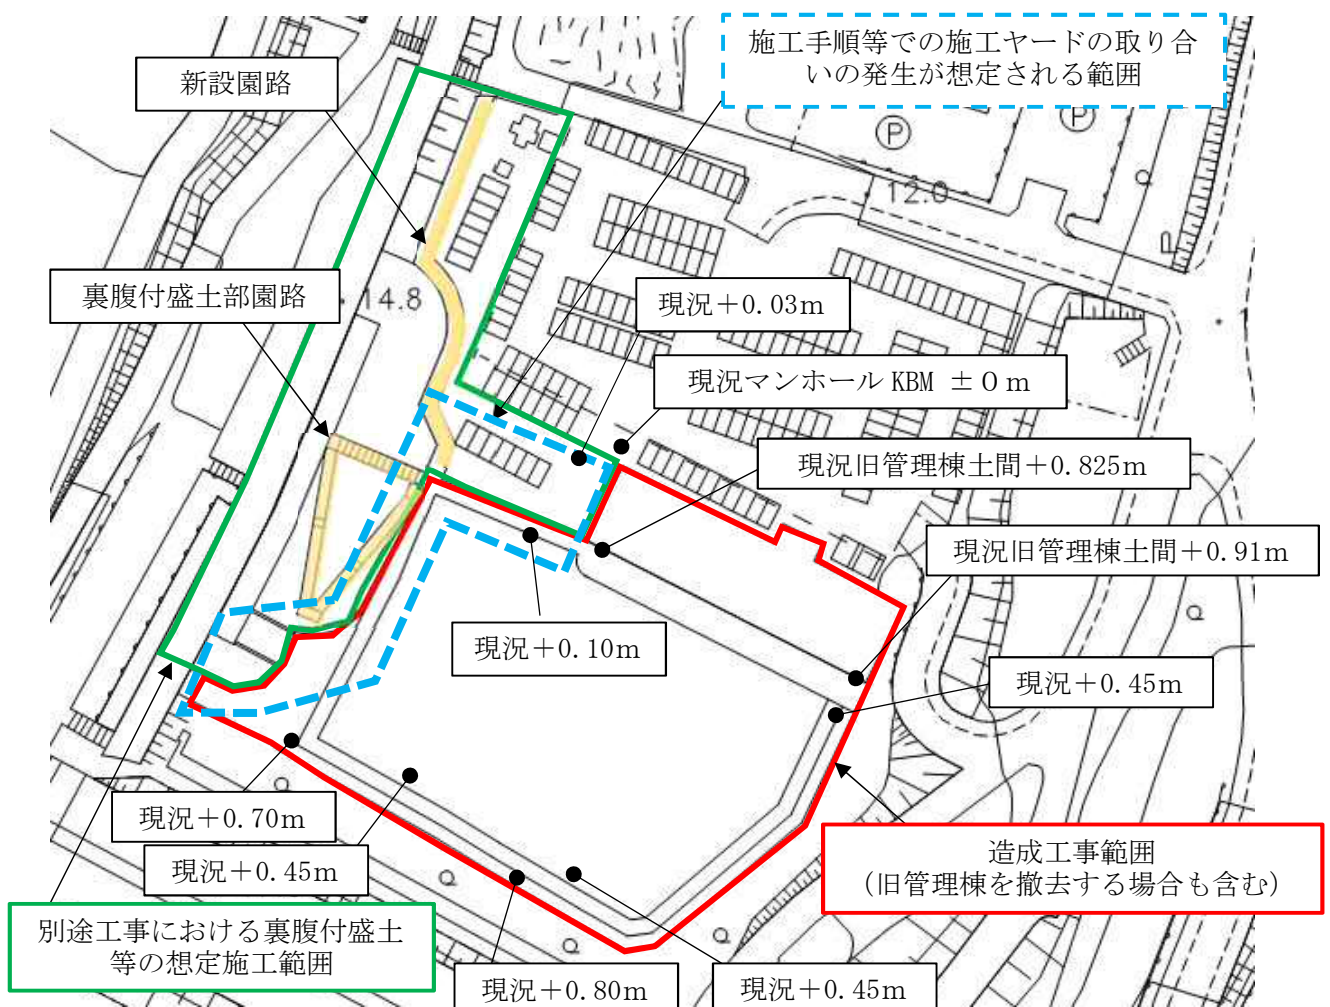 施工手順等での施工ヤードの取り合
いの発生が想定される範囲
新設園路
P
P
12.0
裏腹付盛土部園路
14.8
現況+0.03m
現況マンホール KBM ±0m
現況旧管理棟土間+0.825m
現況旧管理棟土間+0.91m
現況+0.10m
現況+0.45m
現況+0.70m
現況+0.45m
造成工事範囲
(旧管理棟を撤去する場合も含む)
別途工事における裏腹付盛土
等の想定施工範囲
現況+0.80m
現況+0.45m